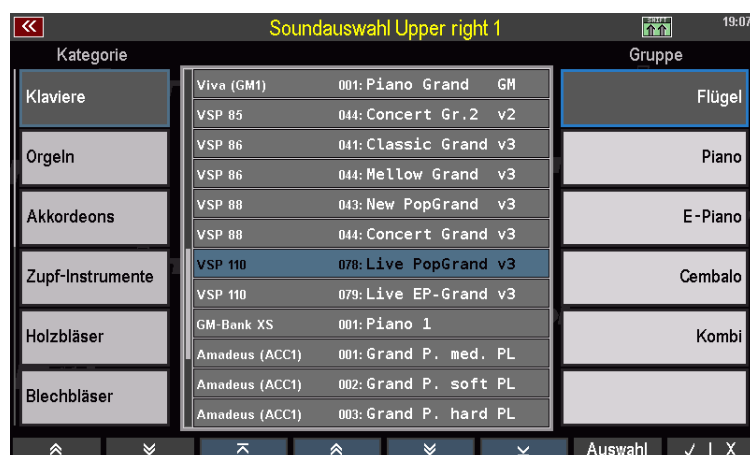 Soundauswahl Upper right 1
SHIFT
19:07
Kategorie
Gruppe
Klaviere
Orgeln
Akkordeons
Zupf-Instrumente
Holzbläser
Blechbläser
Viva (GM1) 001: Piano Grand GM
VSP 85 044: Concert Gr.2 v2
VSP 86 041: Classic Grand v3
VSP 86 044: Mellow Grand v3
VSP 88 043: New PopGrand v3
VSP 88 044: Concert Grand v3
VSP 110 078: Live PopGrand v3
VSP 110 079: Live EP-Grand v3
GM-Bank XS 001: Piano 1
Amadeus (ACC1) 001: Grand P. med. PL
Amadeus (ACC1) 002: Grand P. soft PL
Amadeus (ACC1) 003: Grand P. hard PL
Flügel
Piano
E-Piano
Cembalo
Kombi
Auswahl
✓ | X